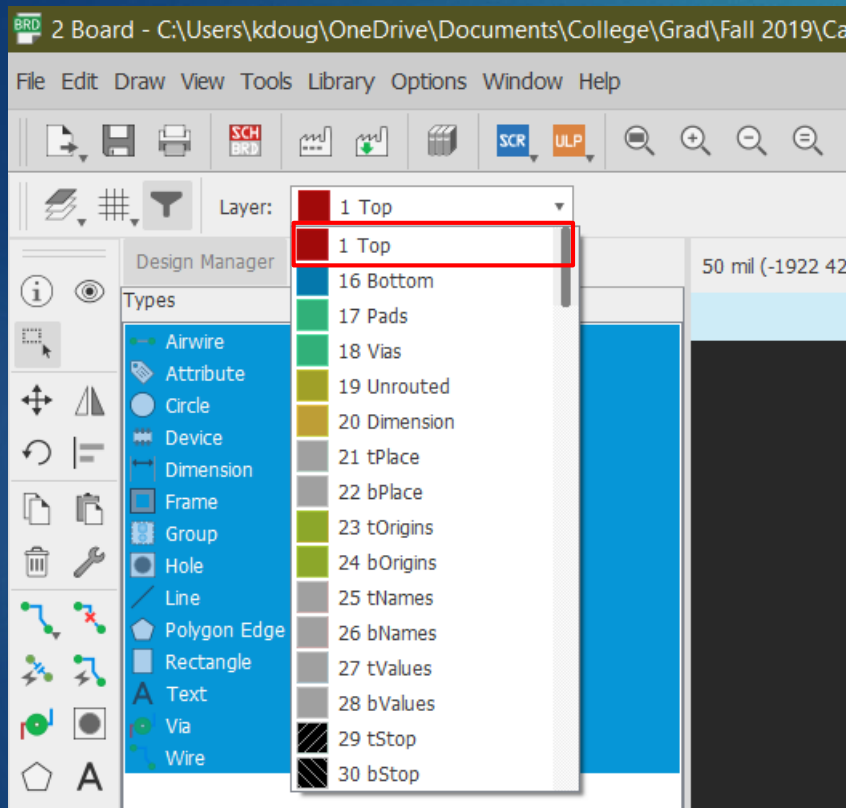 BRD 2 Board - C:\Users\kdoug\OneDrive\Documents\College\Grad\Fall 2019\Ca
File Edit Draw View Tools Library Options Window Help
SCH BRD SCR ULP
Layer: 1 Top
Design Manager
50 mil (-1922 42
Types
Airwire
Attribute
Circle
Device
Dimension
Frame
Group
Hole
Line
Polygon Edge
Rectangle
Text
Via
Wire
1 Top
16 Bottom
17 Pads
18 Vias
19 Unrouted
20 Dimension
21 tPlace
22 bPlace
23 tOrigins
24 bOrigins
25 tNames
26 bNames
27 tValues
28 bValues
29 tStop
30 bStop